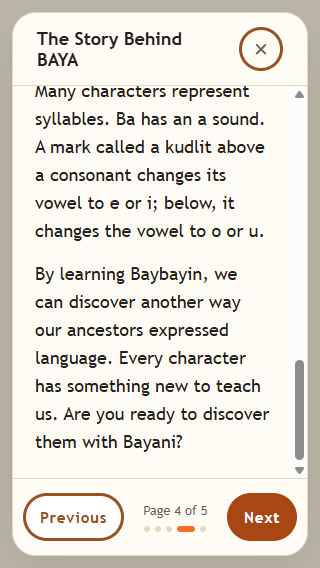 The Story Behind
BAYA
Many characters represent
syllables. Ba has an a sound.
A mark called a kudlit above
a consonant changes its
vowel to e or i; below, it
changes the vowel to o or u.
By learning Baybayin, we
can discover another way
our ancestors expressed
language. Every character
has something new to teach
us. Are you ready to discover
them with Bayani?
Previous
Page 4 of 5
Next